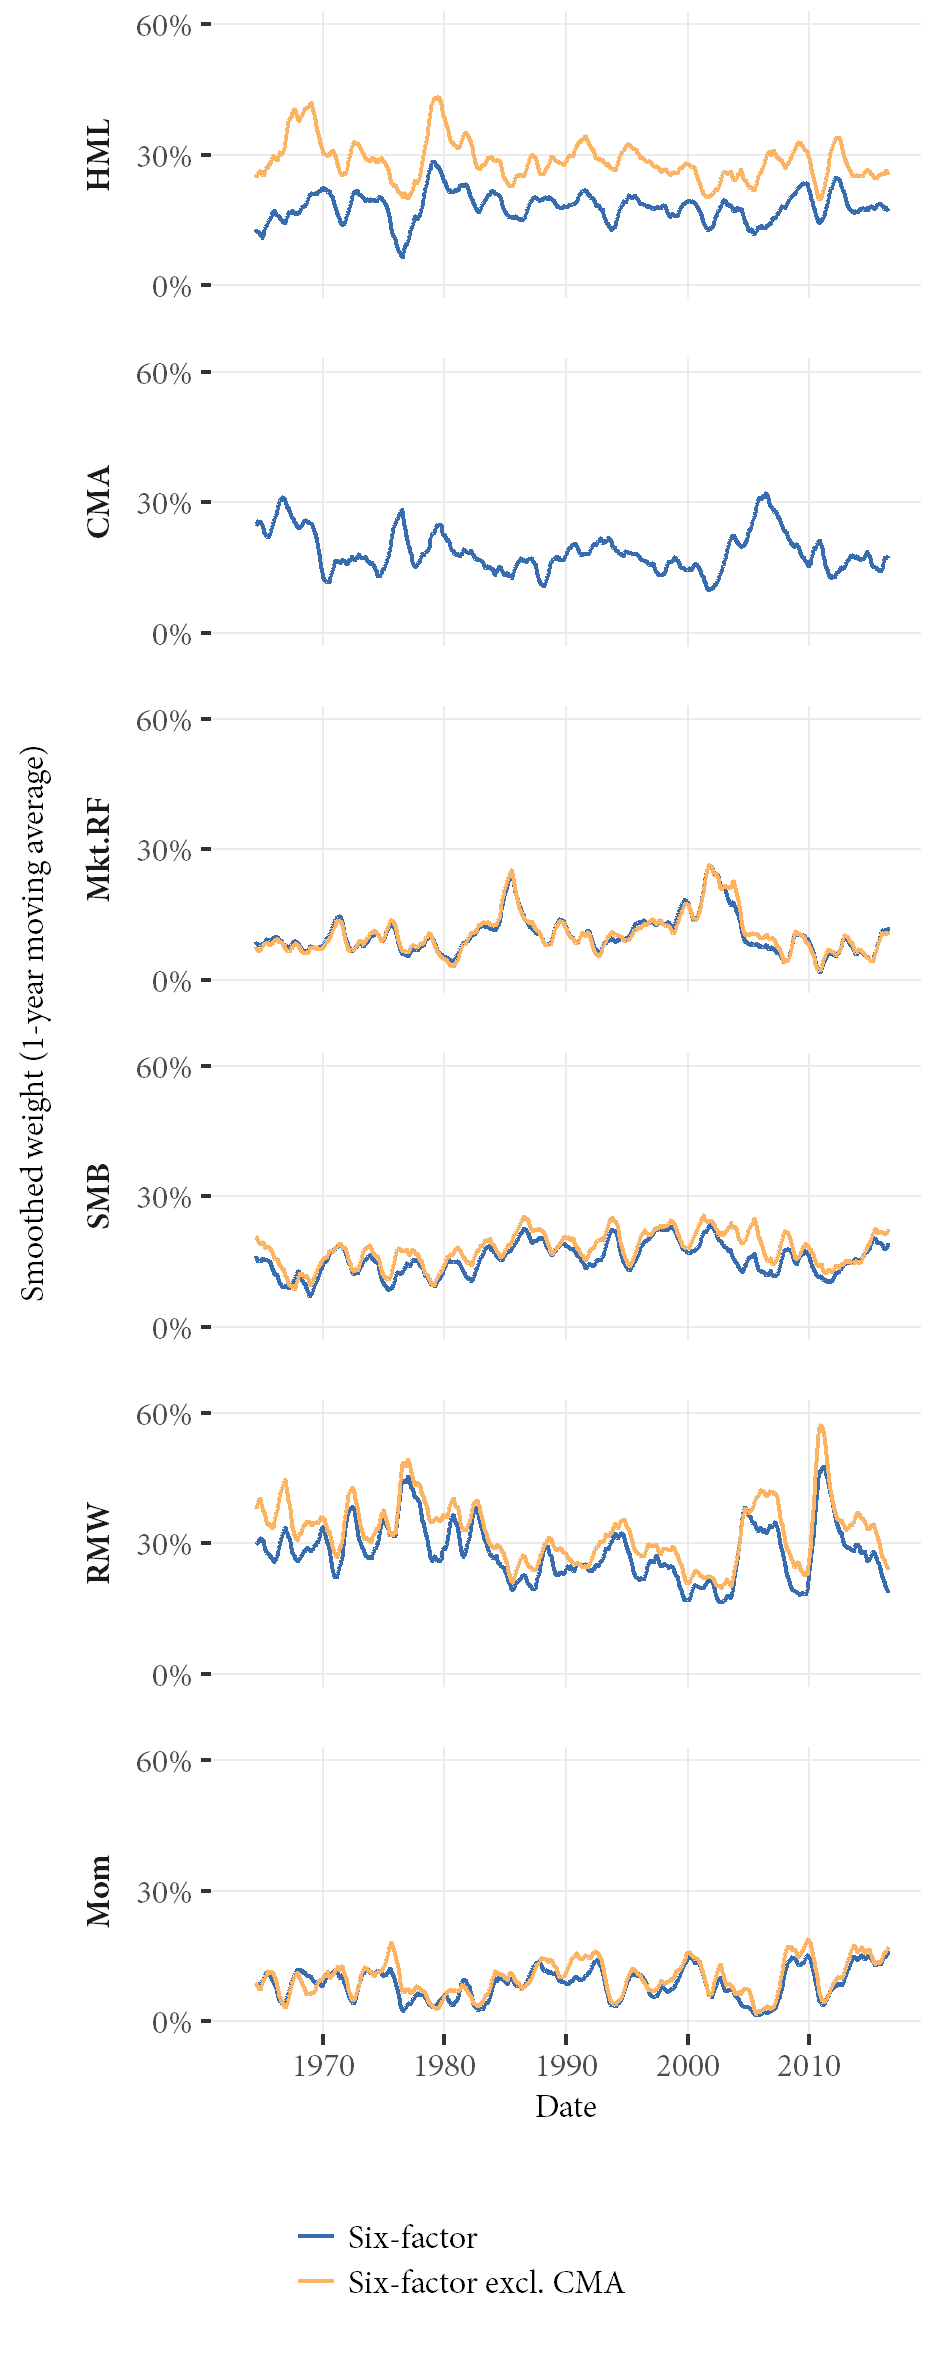 Smoothed weight (1-year moving average)
HML
60%
30%
0%
CMA
60%
30%
0%
Mkt.RF
60%
30%
0%
SMB
60%
30%
0%
RMW
60%
30%
0%
Mom
60%
30%
0%
1970 1980 1990 2000 2010
Date
Six-factor
Six-factor excl. CMA